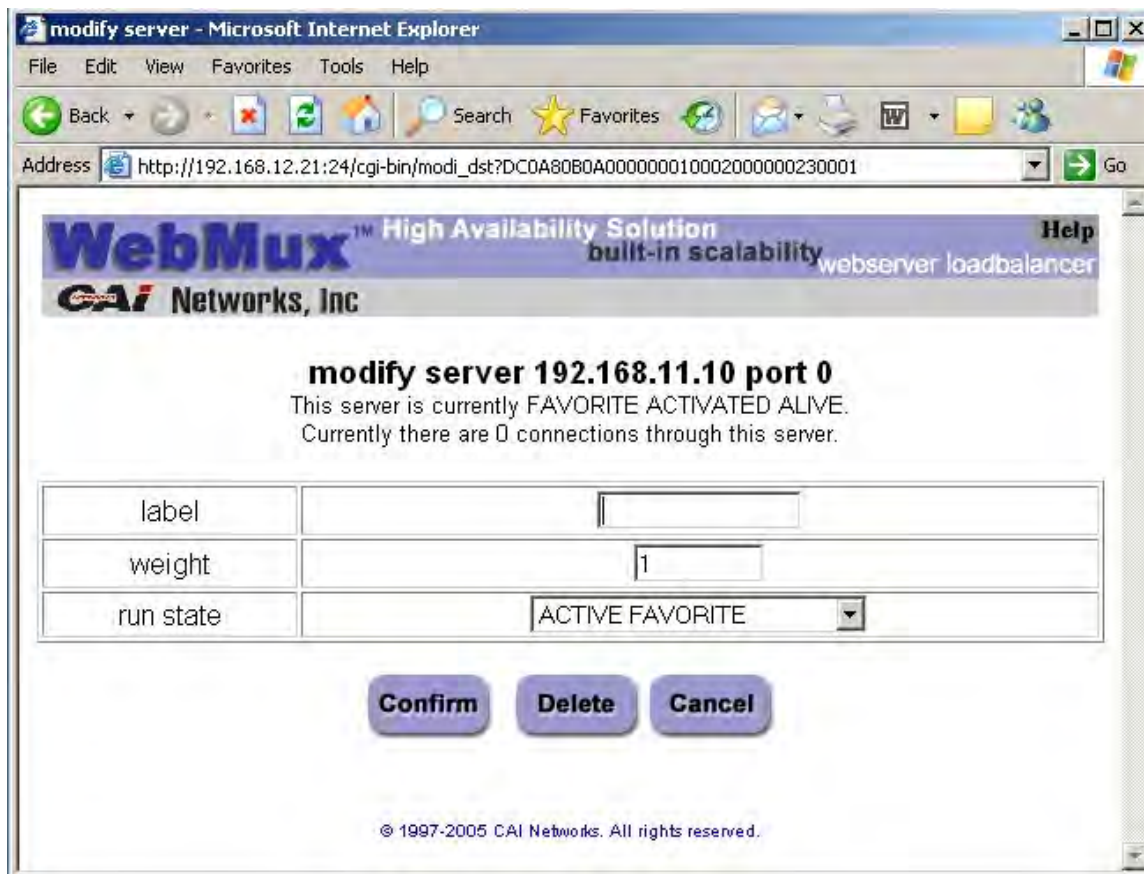 modify server - Microsoft Internet Explorer
File Edit View Favorites Tools Help
Back Search Favorites W
Address http://192.168.12.21:24/cgi-bin/modi_dst?DC0A80B0A0000000100020000000230001 Go
WebMux™ High Availability Solution Help
built-in scalability
webserver loadbalancer
CAI Networks, Inc
modify server 192.168.11.10 port 0
This server is currently FAVORITE ACTIVATED ALIVE.
Currently there are 0 connections through this server.
label
weight 1
run state ACTIVE FAVORITE
Confirm Delete Cancel
© 1997-2005 CAI Networks. All rights reserved.